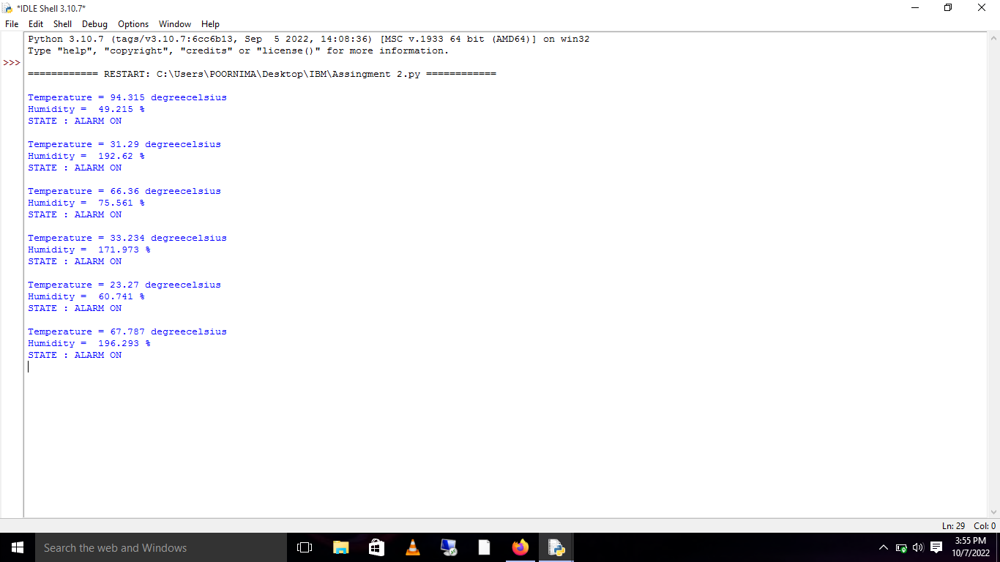 *IDLE Shell 3.10.7*
File Edit Shell Debug Options Window Help
Python 3.10.7 (tags/v3.10.7:6cc6b13, Sep  5 2022, 14:08:36) [MSC v.1933 64 bit (AMD64)] on win32
Type "help", "copyright", "credits" or "license()" for more information.
>>>
============ RESTART: C:\Users\POORNIMA\Desktop\IBM\Assingment 2.py ============
Temperature = 94.315 degreecelsius
Humidity =  49.215 %
STATE : ALARM ON
Temperature = 31.29 degreecelsius
Humidity =  192.62 %
STATE : ALARM ON
Temperature = 66.36 degreecelsius
Humidity =  75.561 %
STATE : ALARM ON
Temperature = 33.234 degreecelsius
Humidity =  171.973 %
STATE : ALARM ON
Temperature = 23.27 degreecelsius
Humidity =  60.741 %
STATE : ALARM ON
Temperature = 67.787 degreecelsius
Humidity =  196.293 %
STATE : ALARM ON
Ln: 29 Col: 0
Search the web and Windows
3:55 PM
10/7/2022